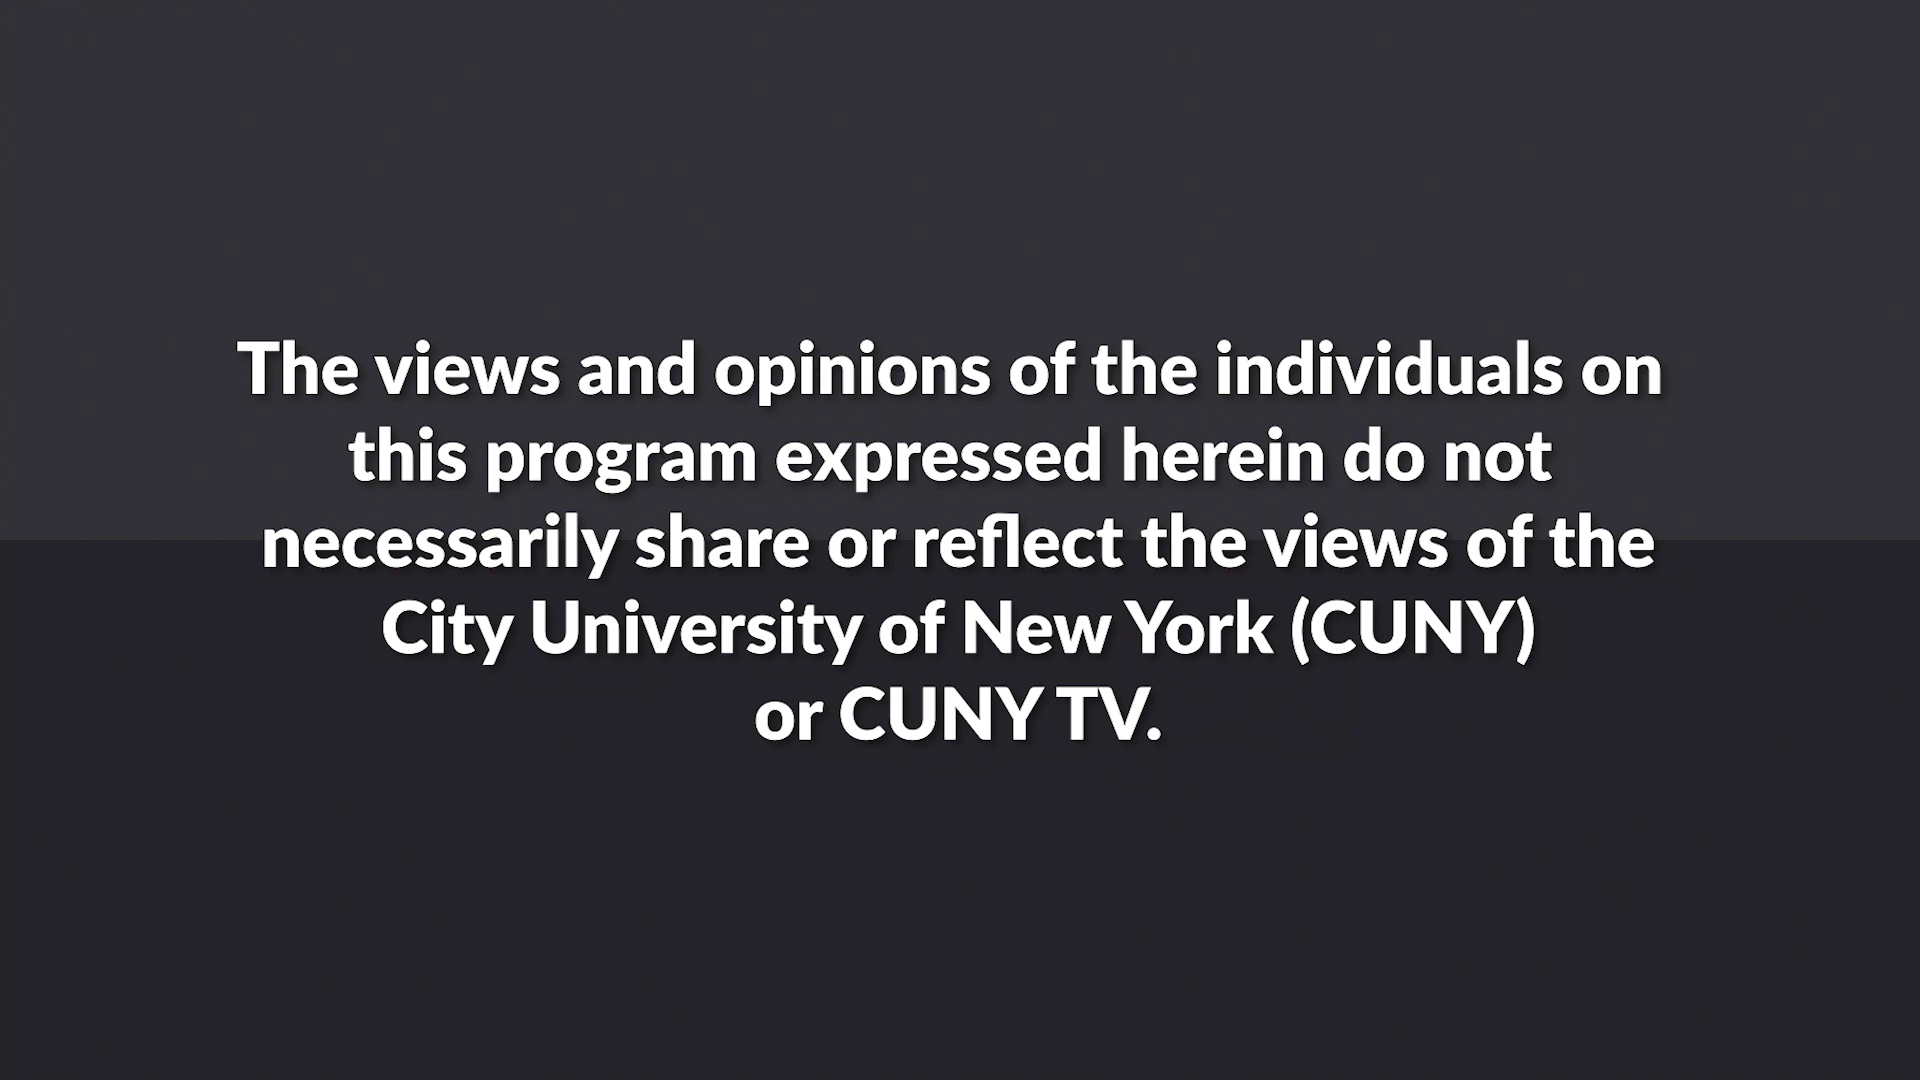 The views and opinions of the individuals on
this program expressed herein do not
necessarily share or reflect the views of the
City University of New York (CUNY)
or CUNY TV.